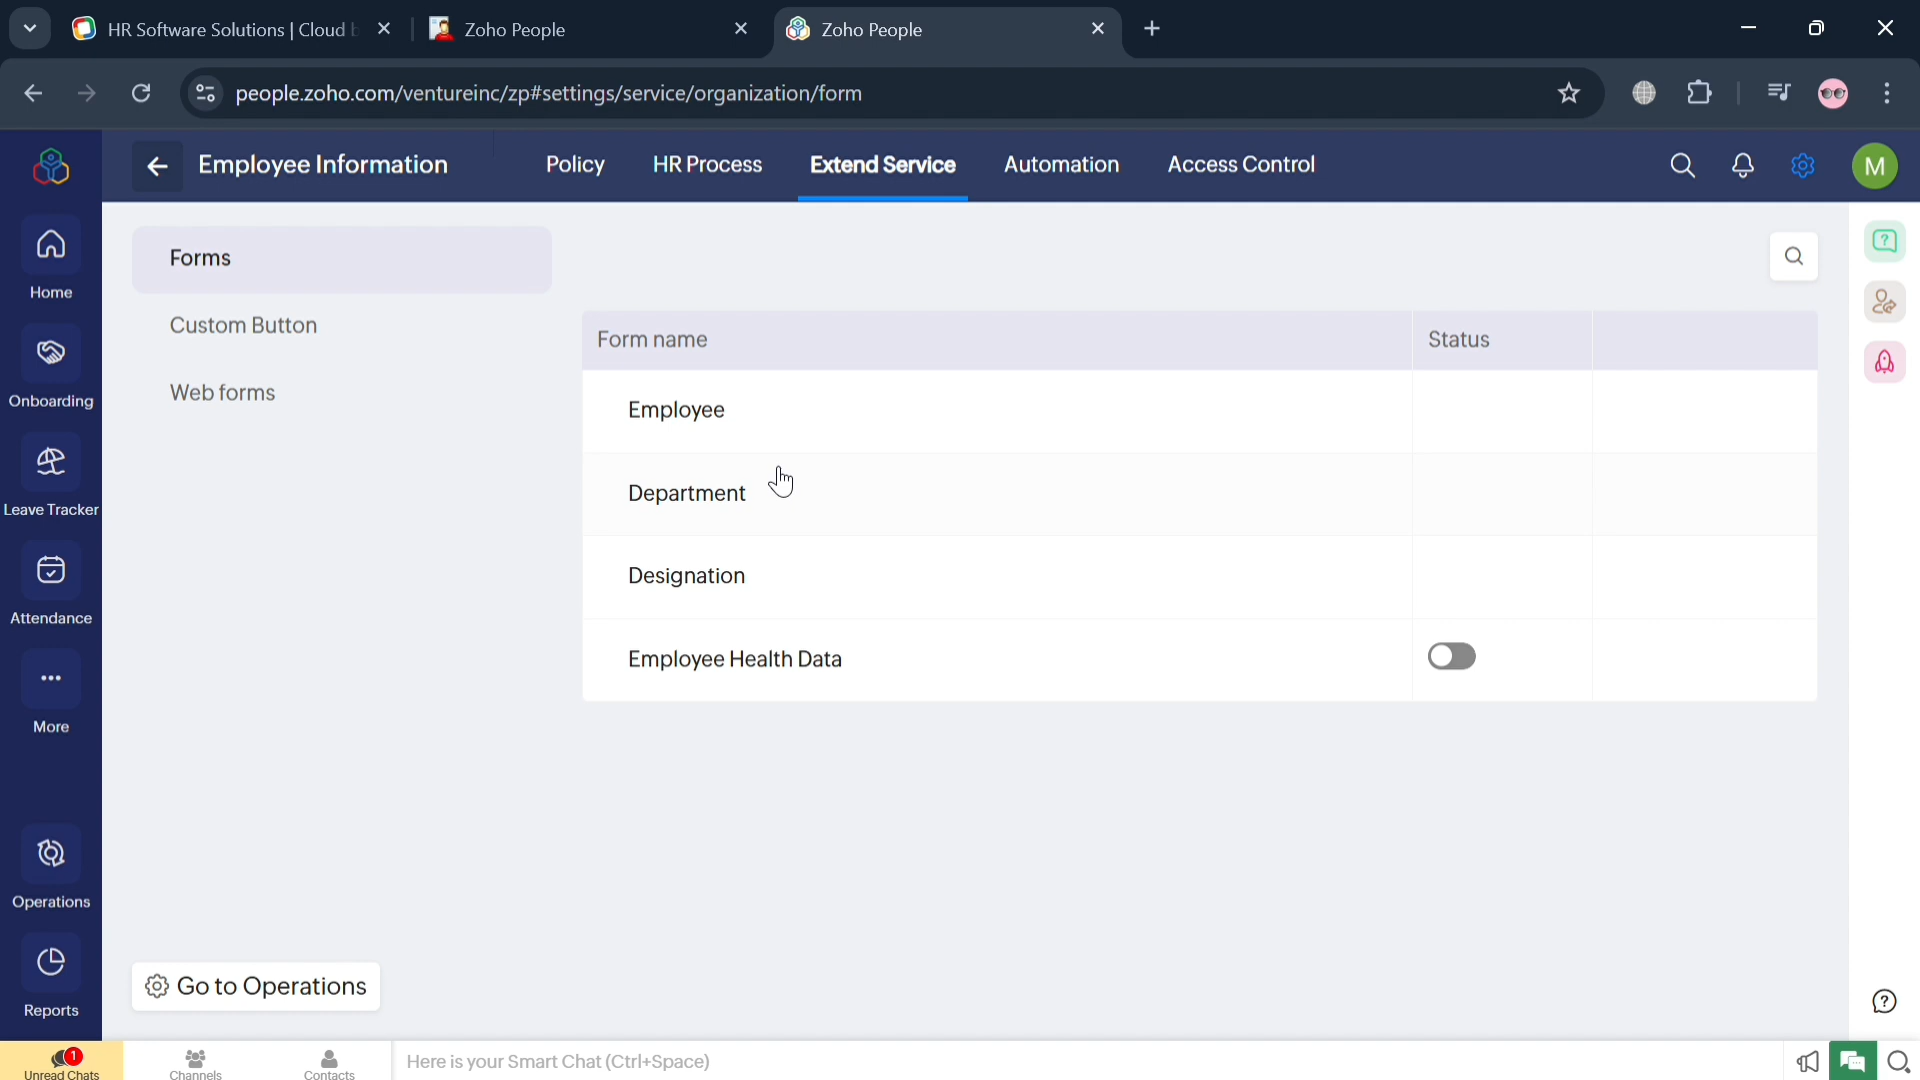 HR Software Solutions | Cloud b
Zoho People
Zoho People
people.zoho.com/ventureinc/zp#settings/service/organization/form
Employee Information
Policy
HR Process
Extend Service
Automation
Access Control
M
Home
Onboarding
Leave Tracker
Attendance
More
Operations
Reports
Forms
Custom Button
Web forms
Form name
Status
Employee
Department
Designation
Employee Health Data
Go to Operations
1
Unread Chats
Channels
Contacts
Here is your Smart Chat (Ctrl+Space)